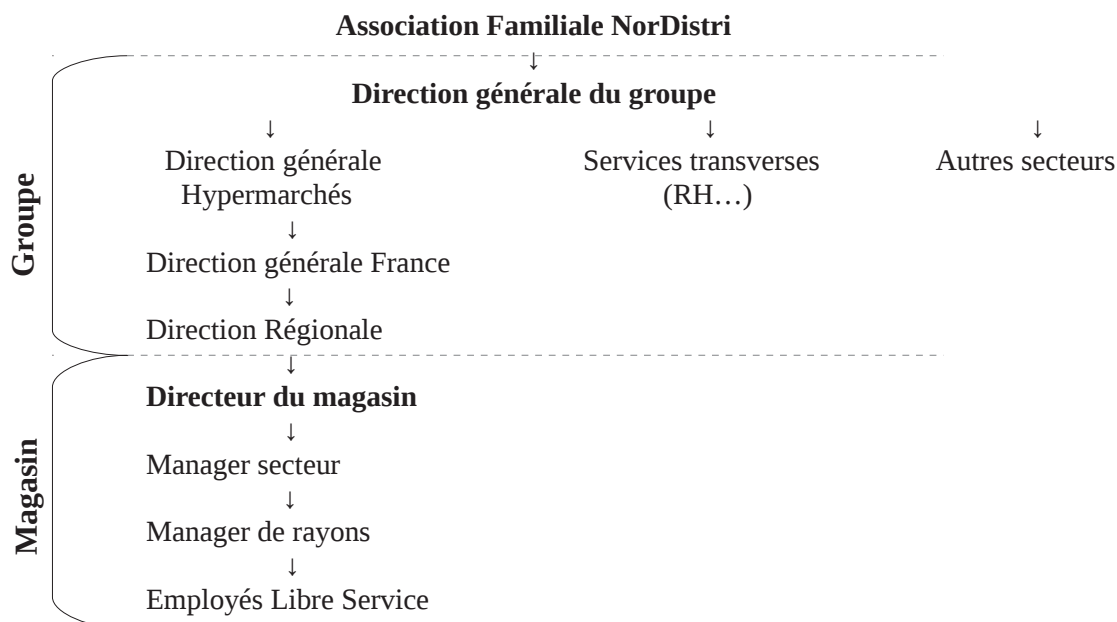 Association Familiale NorDistri
↓
Direction générale du groupe
↓ ↓ ↓
Direction générale Services transverses Autres secteurs
Hypermarchés (RH…)
↓
Direction générale France
↓
Direction Régionale
Groupe
↓
Directeur du magasin
↓
Manager secteur
↓
Manager de rayons
↓
Employés Libre Service
Magasin